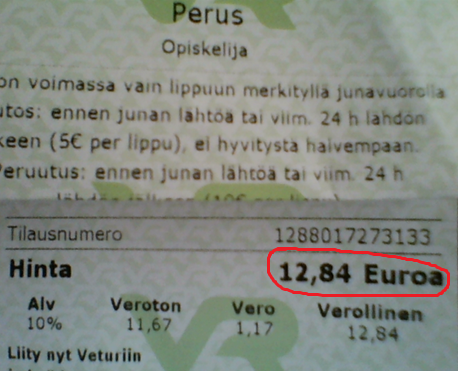 Perus
Opiskelija
on voimassa vain lippuun merkityllä junavuorolla
utos: ennen junan lähtöä tai viim. 24 h lähdön
keen (5€ per lippu), ei hyvitystä halvempaan.
Peruutus: ennen junan lähtöä tai viim. 24 h
Tilausnumero 1288017273133
Hinta 12,84 Euroa
Alv Veroton Vero Verollinen
10% 11,67 1,17 12,84
Liity nyt Veturiin